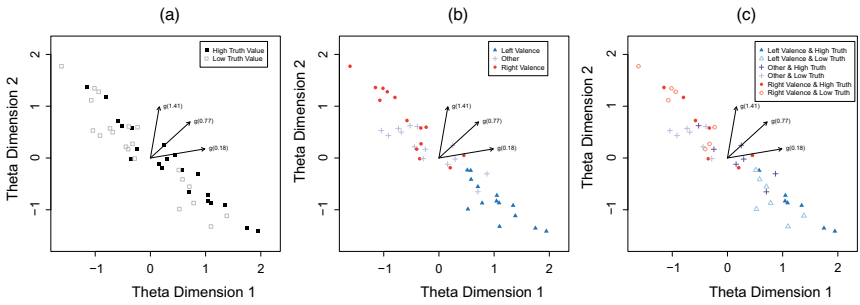 (a)
High Truth Value
Low Truth Value
g(1.41)
g(0.77)
g(0.18)
Theta Dimension 2
2
1
0
−1
−1
0
1
2
Theta Dimension 1
(b)
Left Valence
Other
Right Valence
g(1.41)
g(0.77)
g(0.18)
Theta Dimension 2
2
1
0
−1
−1
0
1
2
Theta Dimension 1
(c)
Left Valence & High Truth
Left Valence & Low Truth
Other & High Truth
Other & Low Truth
Right Valence & High Truth
Right Valence & Low Truth
g(1.41)
g(0.77)
g(0.18)
Theta Dimension 2
2
1
0
−1
−1
0
1
2
Theta Dimension 1